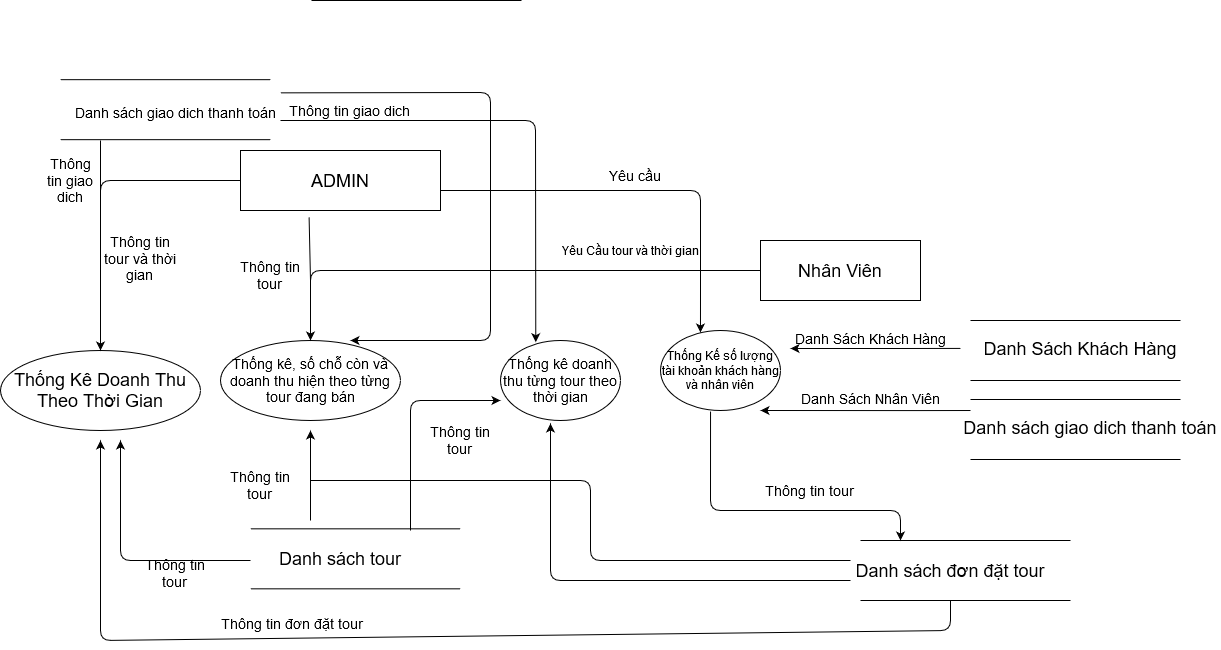 Danh sách giao dich thanh toán
Thông tin giao dich
Thông
tin giao
dich
ADMIN
Yêu cầu
Thông tin
tour và thời
gian
Thông tin
tour
Yêu Cầu tour và thời gian
Nhân Viên
Thống Kê Doanh Thu
Theo Thời Gian
Thống kê, số chỗ còn và
doanh thu hiện theo từng
tour đang bán
Thống kê doanh
thu từng tour theo
thời gian
Thống Kế số lượng
tài khoản khách hàng
và nhân viên
Danh Sách Khách Hàng
Danh Sách Khách Hàng
Danh Sách Nhân Viên
Danh sách giao dich thanh toán
Thông tin
tour
Thông tin
tour
Thông tin tour
Danh sách tour
Thông tin
tour
Danh sách đơn đặt tour
Thông tin đơn đặt tour